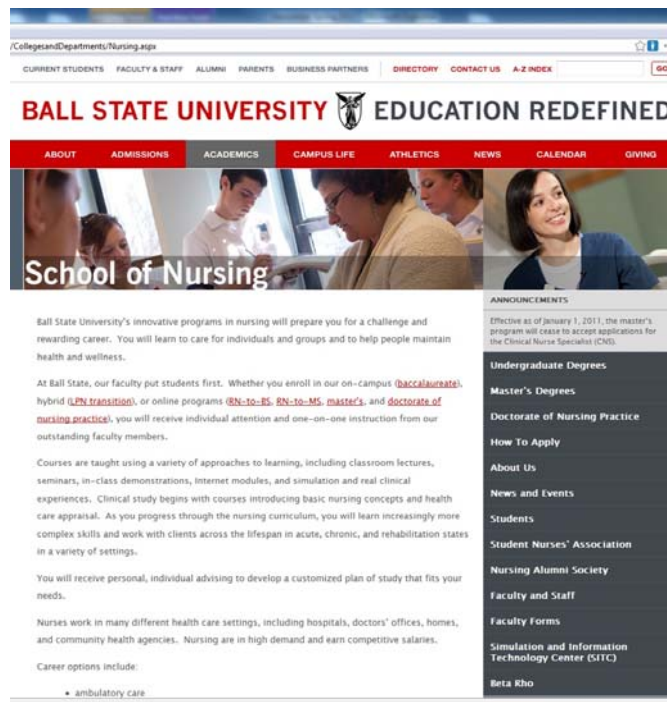 /CollegesandDepartments/Nursing.aspx
CURRENT STUDENTS FACULTY & STAFF ALUMNI PARENTS BUSINESS PARTNERS DIRECTORY CONTACT US A-Z INDEX GO
BALL STATE UNIVERSITY EDUCATION REDEFINED
ABOUT ADMISSIONS ACADEMICS CAMPUS LIFE ATHLETICS NEWS CALENDAR GIVING
School of Nursing
Ball State University's innovative programs in nursing will prepare you for a challenge and
rewarding career. You will learn to care for individuals and groups and to help people maintain
health and wellness.
At Ball State, our faculty put students first. Whether you enroll in our on-campus (baccalaureate),
hybrid (LPN transition), or online programs (RN-to-BS, RN-to-MS, master's, and doctorate of
nursing practice), you will receive individual attention and one-on-one instruction from our
outstanding faculty members.
Courses are taught using a variety of approaches to learning, including classroom lectures,
seminars, in-class demonstrations, Internet modules, and simulation and real clinical
experiences. Clinical study begins with courses introducing basic nursing concepts and health
care appraisal. As you progress through the nursing curriculum, you will learn increasingly more
complex skills and work with clients across the lifespan in acute, chronic, and rehabilitation states
in a variety of settings.
You will receive personal, individual advising to develop a customized plan of study that fits your
needs.
Nurses work in many different health care settings, including hospitals, doctors' offices, homes,
and community health agencies. Nursing are in high demand and earn competitive salaries.
Career options include:
• ambulatory care
ANNOUNCEMENTS
Effective as of January 1, 2011, the master's
program will cease to accept applications for
the Clinical Nurse Specialist (CNS).
Undergraduate Degrees
Master's Degrees
Doctorate of Nursing Practice
How To Apply
About Us
News and Events
Students
Student Nurses' Association
Nursing Alumni Society
Faculty and Staff
Faculty Forms
Simulation and Information
Technology Center (SITC)
Beta Rho